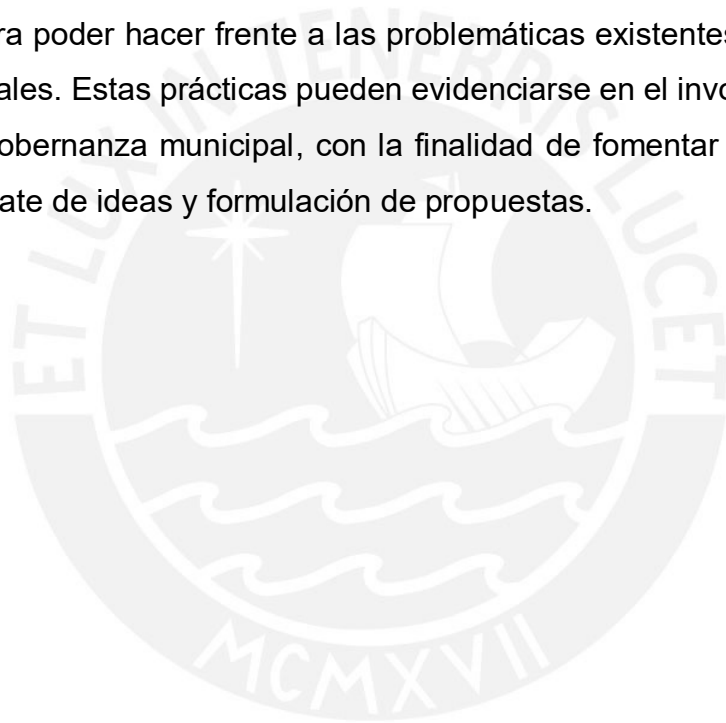 ra poder hacer frente a las problemáticas existentes
ales. Estas prácticas pueden evidenciarse en el invo
obernanza municipal, con la finalidad de fomentar
ate de ideas y formulación de propuestas.
ET LUX IN TENEBRIS LUCET
MCMXVII